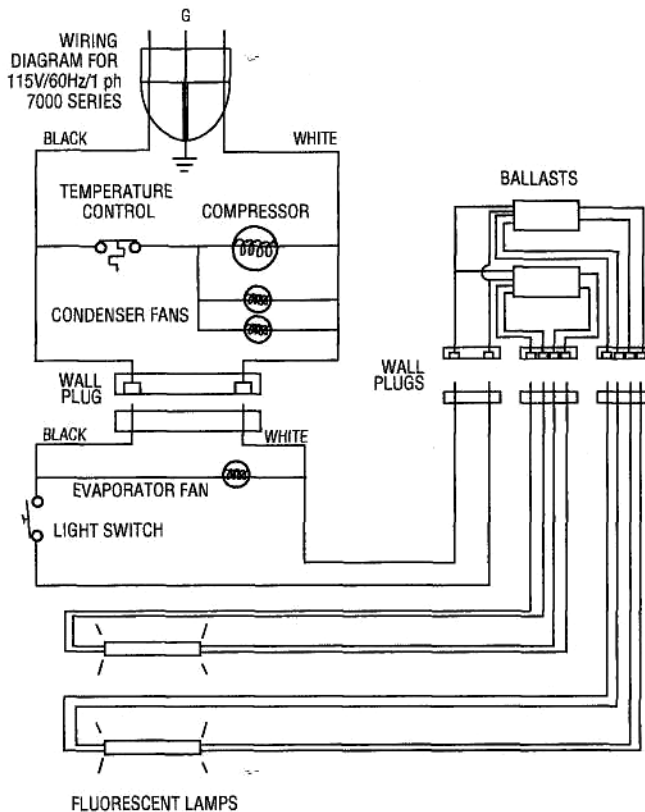 G
WIRING
DIAGRAM FOR
115V/60Hz/1 ph
7000 SERIES
BLACK
WHITE
TEMPERATURE
CONTROL
COMPRESSOR
BALLASTS
CONDENSER FANS
WALL
PLUG
WALL
PLUGS
BLACK
WHITE
EVAPORATOR FAN
LIGHT SWITCH
FLUORESCENT LAMPS